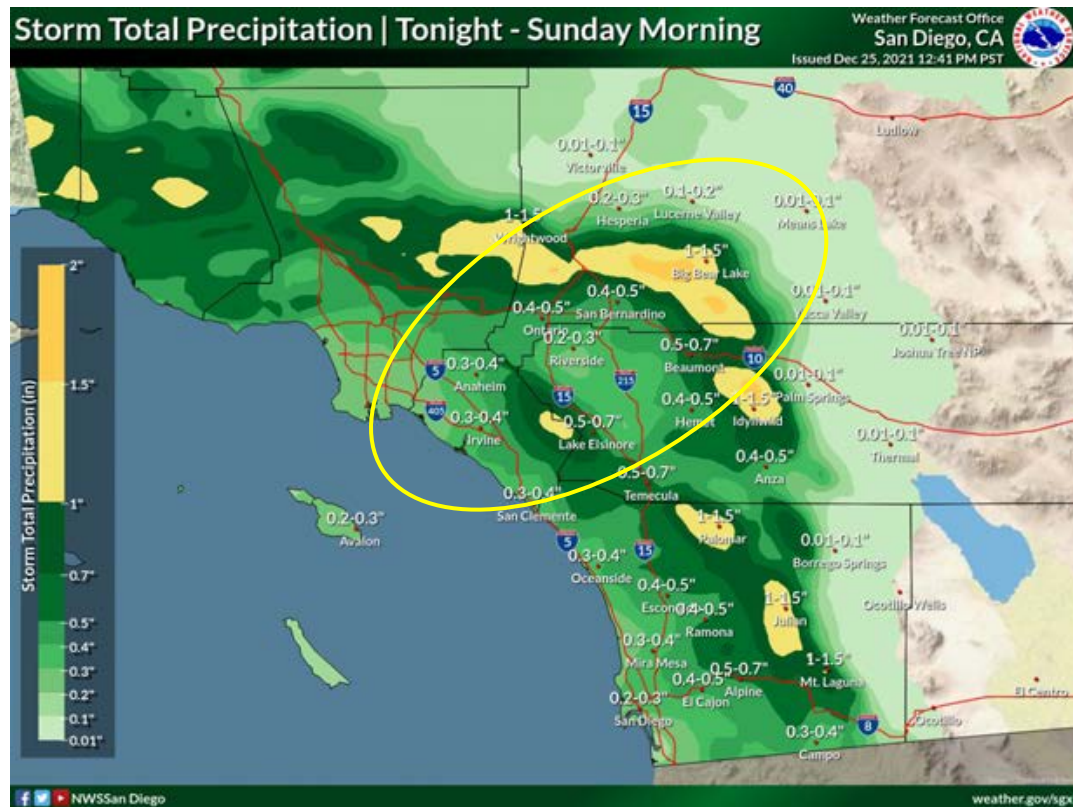 Storm Total Precipitation | Tonight - Sunday Morning
Weather Forecast Office
San Diego, CA
Issued Dec 25, 2021 12:41 PM PST
40
15
Ludlow
0.01-0.1"
Victorville
0.2-0.3"
Hesperia
0.1-0.2"
Lucerne Valley
0.01-0.1"
Means Lake
1-1.5"
Wrightwood
1-1.5"
Big Bear Lake
0.4-0.5"
Ontario
0.4-0.5"
San Bernardino
0.01-0.1"
Yucca Valley
0.01-0.1"
Joshua Tree NP
0.2-0.3"
Riverside
0.5-0.7"
Beaumont
10
5
0.3-0.4"
Anaheim
15
215
0.01-0.1"
Palm Springs
405
0.3-0.4"
Irvine
0.5-0.7"
Lake Elsinore
0.4-0.5"
Hemet
1-1.5"
Idyllwild
0.01-0.1"
Thermal
0.4-0.5"
Anza
0.5-0.7"
Temecula
0.3-0.4"
San Clemente
0.2-0.3"
Avalon
1-1.5"
Palomar
5
15
0.01-0.1"
Borrego Springs
0.3-0.4"
Oceanside
0.4-0.5"
Escondido
0.4-0.5"
Ramona
1-1.5"
Julian
Ocotillo Wells
0.3-0.4"
Mira Mesa
0.5-0.7"
Alpine
1-1.5"
Mt. Laguna
0.4-0.5"
El Cajon
0.2-0.3"
San Diego
El Centro
Ocotillo
8
0.3-0.4"
Campo
Storm Total Precipitation (in)
2"
1.5"
1"
0.7"
0.5"
0.4"
0.3"
0.2"
0.1"
0.01"
NWSSan Diego
weather.gov/sgx